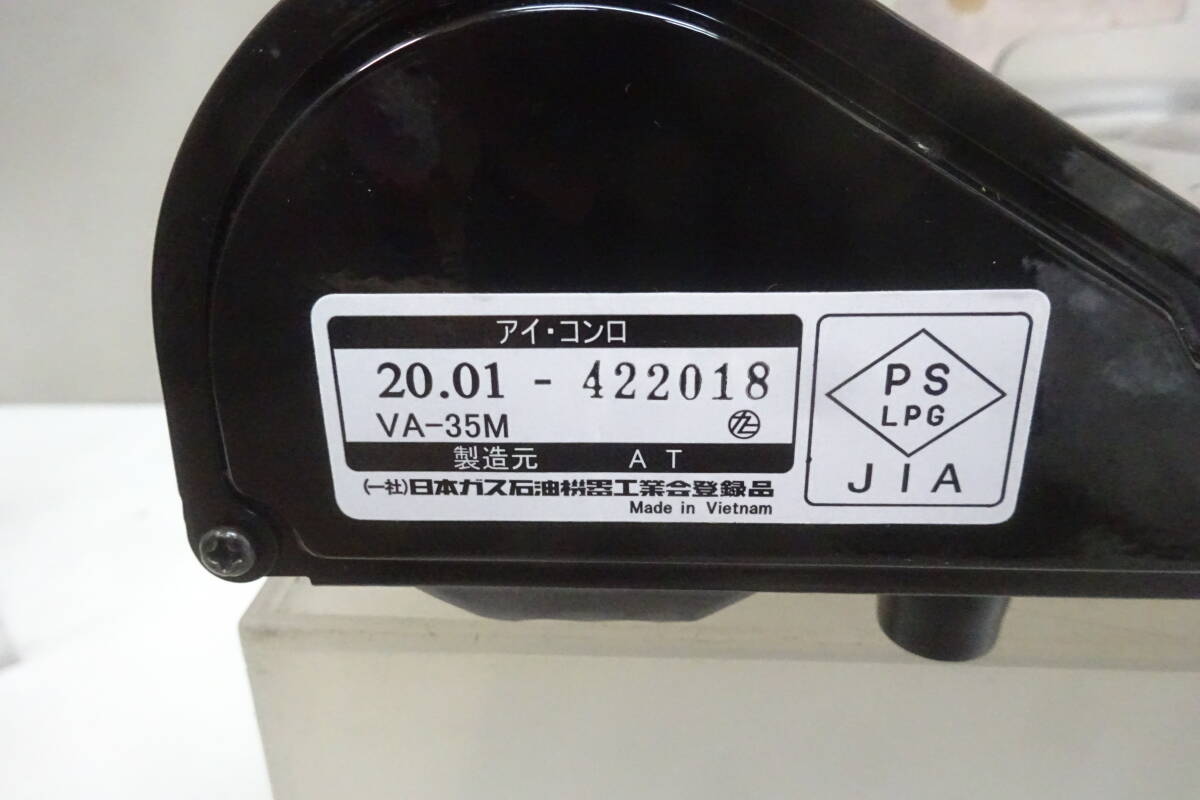 アイ・コンロ
20.01 - 422018
VA-35M
製造元 AT
(一社)日本ガス石油機器工業会登録品
Made in Vietnam
PS
LPG
JIA